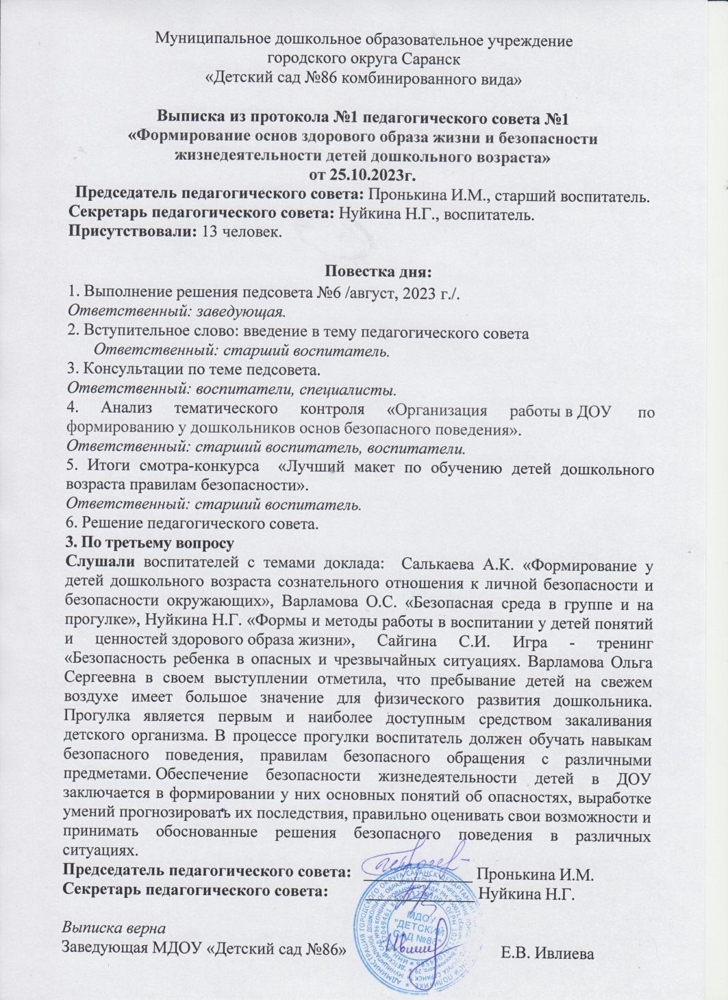 Муниципальное дошкольное образовательное учреждение
городского округа Саранск
«Детский сад №86 комбинированного вида»
Выписка из протокола №1 педагогического совета №1
«Формирование основ здорового образа жизни и безопасности
жизнедеятельности детей дошкольного возраста»
от 25.10.2023г.
Председатель педагогического совета: Пронькина И.М., старший воспитатель.
Секретарь педагогического совета: Нуйкина Н.Г., воспитатель.
Присутствовали: 13 человек.
Повестка дня:
1. Выполнение решения педсовета №6 /август, 2023 г./.
Ответственный: заведующая.
2. Вступительное слово: введение в тему педагогического совета
Ответственный: старший воспитатель.
3. Консультации по теме педсовета.
Ответственный: воспитатели, специалисты.
4. Анализ тематического контроля «Организация работы в ДОУ по
формированию у дошкольников основ безопасного поведения».
Ответственный: старший воспитатель, воспитатели.
5. Итоги смотра-конкурса «Лучший макет по обучению детей дошкольного
возраста правилам безопасности».
Ответственный: старший воспитатель.
6. Решение педагогического совета.
3. По третьему вопросу
Слушали воспитателей с темами доклада: Салькаева А.К. «Формирование у
детей дошкольного возраста сознательного отношения к личной безопасности и
безопасности окружающих», Варламова О.С. «Безопасная среда в группе и на
прогулке», Нуйкина Н.Г. «Формы и методы работы в воспитании у детей понятий
и ценностей здорового образа жизни», Сайгина С.И. Игра - тренинг
«Безопасность ребенка в опасных и чрезвычайных ситуациях. Варламова Ольга
Сергеевна в своем выступлении отметила, что пребывание детей на свежем
воздухе имеет большое значение для физического развития дошкольника.
Прогулка является первым и наиболее доступным средством закаливания
детского организма. В процессе прогулки воспитатель должен обучать навыкам
безопасного поведения, правилам безопасного обращения с различными
предметами. Обеспечение безопасности жизнедеятельности детей в ДОУ
заключается в формировании у них основных понятий об опасностях, выработке
умений прогнозировать их последствия, правильно оценивать свои возможности и
принимать обоснованные решения безопасного поведения в различных
ситуациях.
Председатель педагогического совета: Пронькина И.М.
Секретарь педагогического совета: Нуйкина Н.Г.
МДОУ
"ДЕТСКИЙ
САД №86"
Выписка верна
Заведующая МДОУ «Детский сад №86» Е.В. Ивлиева